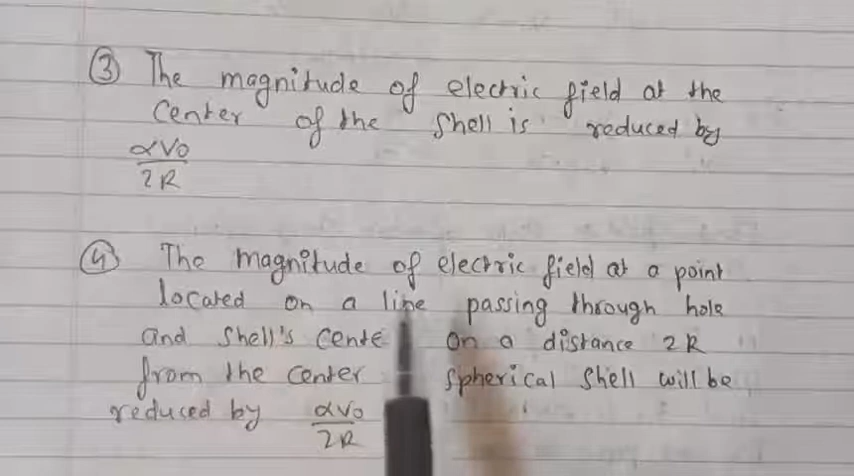 ③ The magnitude of electric field at the
center of the shell is reduced by
αV0
2R
④ The magnitude of electric field at a point
located on a line passing through hole
and shell's cente on a distance 2R
from the center spherical shell will be
reduced by αV0
2R